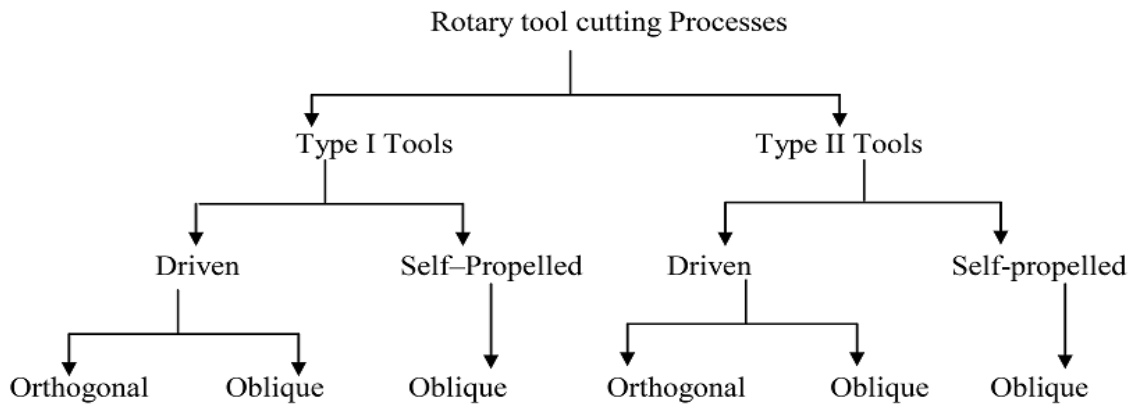 Rotary tool cutting Processes
Type I Tools
Type II Tools
Driven
Self–Propelled
Driven
Self-propelled
Orthogonal
Oblique
Oblique
Orthogonal
Oblique
Oblique